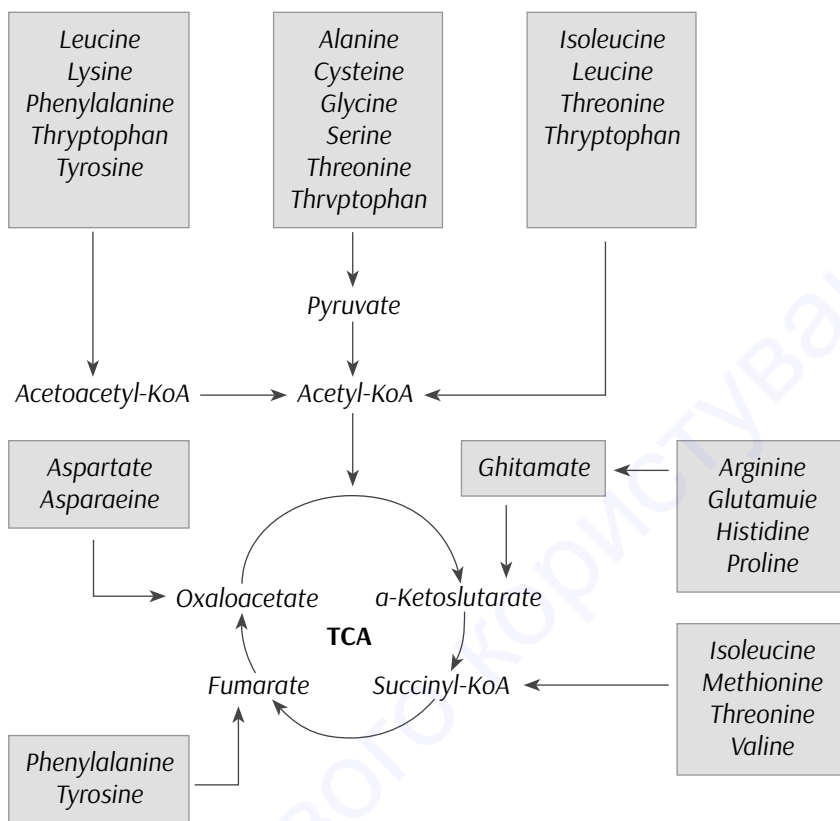 Leucine
Lysine
Phenylalanine
Thryptophan
Tyrosine
Alanine
Cysteine
Glycine
Serine
Threonine
Thrvptophan
Isoleucine
Leucine
Threonine
Thryptophan
Pyruvate
Acetoacetyl-KoA
Acetyl-KoA
Aspartate
Asparaeine
Ghitamate
Arginine
Glutamuie
Histidine
Proline
Oxaloacetate
a-Ketoslutarate
TCA
Fumarate
Succinyl-KoA
Isoleucine
Methionine
Threonine
Valine
Phenylalanine
Tyrosine
користува